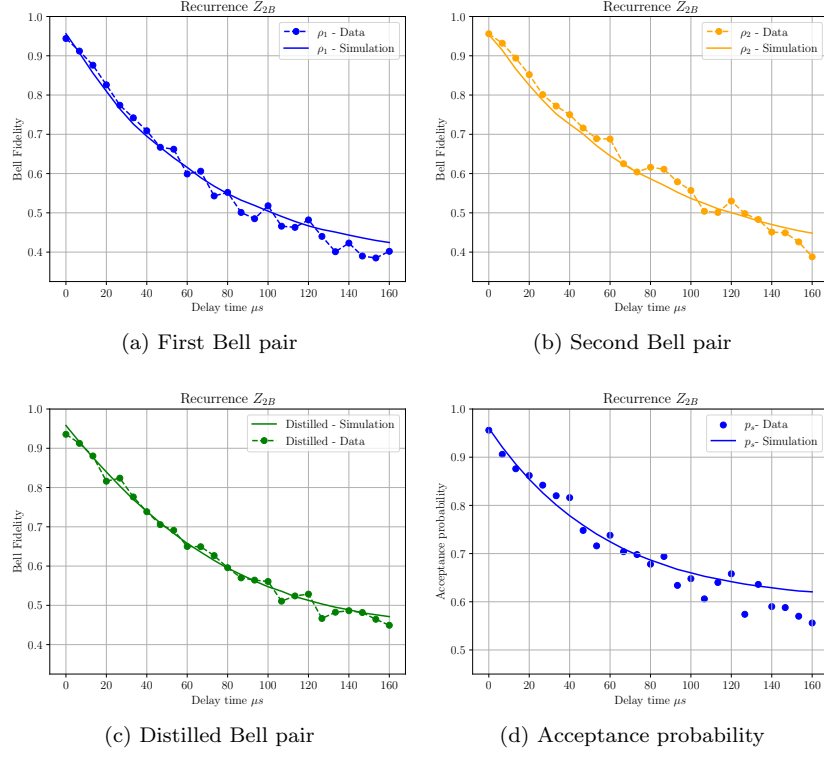 Recurrence Z2B
1.0
0.9
0.8
0.7
0.6
0.5
0.4
Bell Fidelity
0 20 40 60 80 100 120 140 160
Delay time μs
ρ1 - Data
ρ1 - Simulation
(a) First Bell pair
Recurrence Z2B
1.0
0.9
0.8
0.7
0.6
0.5
0.4
Bell Fidelity
0 20 40 60 80 100 120 140 160
Delay time μs
ρ2 - Data
ρ2 - Simulation
(b) Second Bell pair
Recurrence Z2B
1.0
0.9
0.8
0.7
0.6
0.5
0.4
Bell Fidelity
0 20 40 60 80 100 120 140 160
Delay time μs
Distilled - Simulation
Distilled - Data
(c) Distilled Bell pair
Recurrence Z2B
1.0
0.9
0.8
0.7
0.6
0.5
Acceptance probability
0 20 40 60 80 100 120 140 160
Delay time μs
ps- Data
ps- Simulation
(d) Acceptance probability